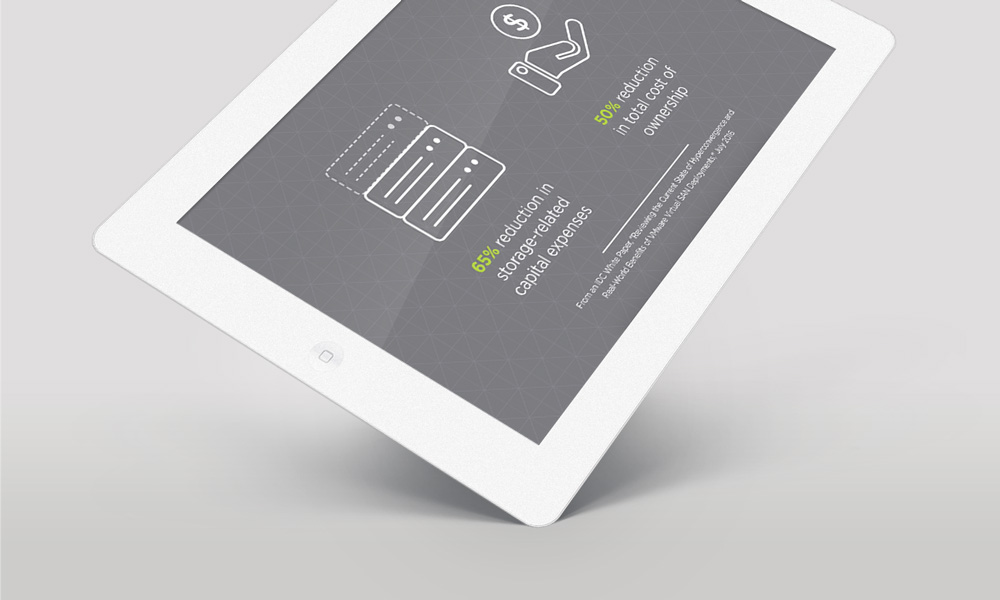 $
65% reduction in
storage-related
capital expenses
50% reduction
in total cost of
ownership
From an IDC White Paper, "Reviewing the Current State of Hyperconvergence and
Real-World Benefits of VMware Virtual SAN Deployments," July 2016